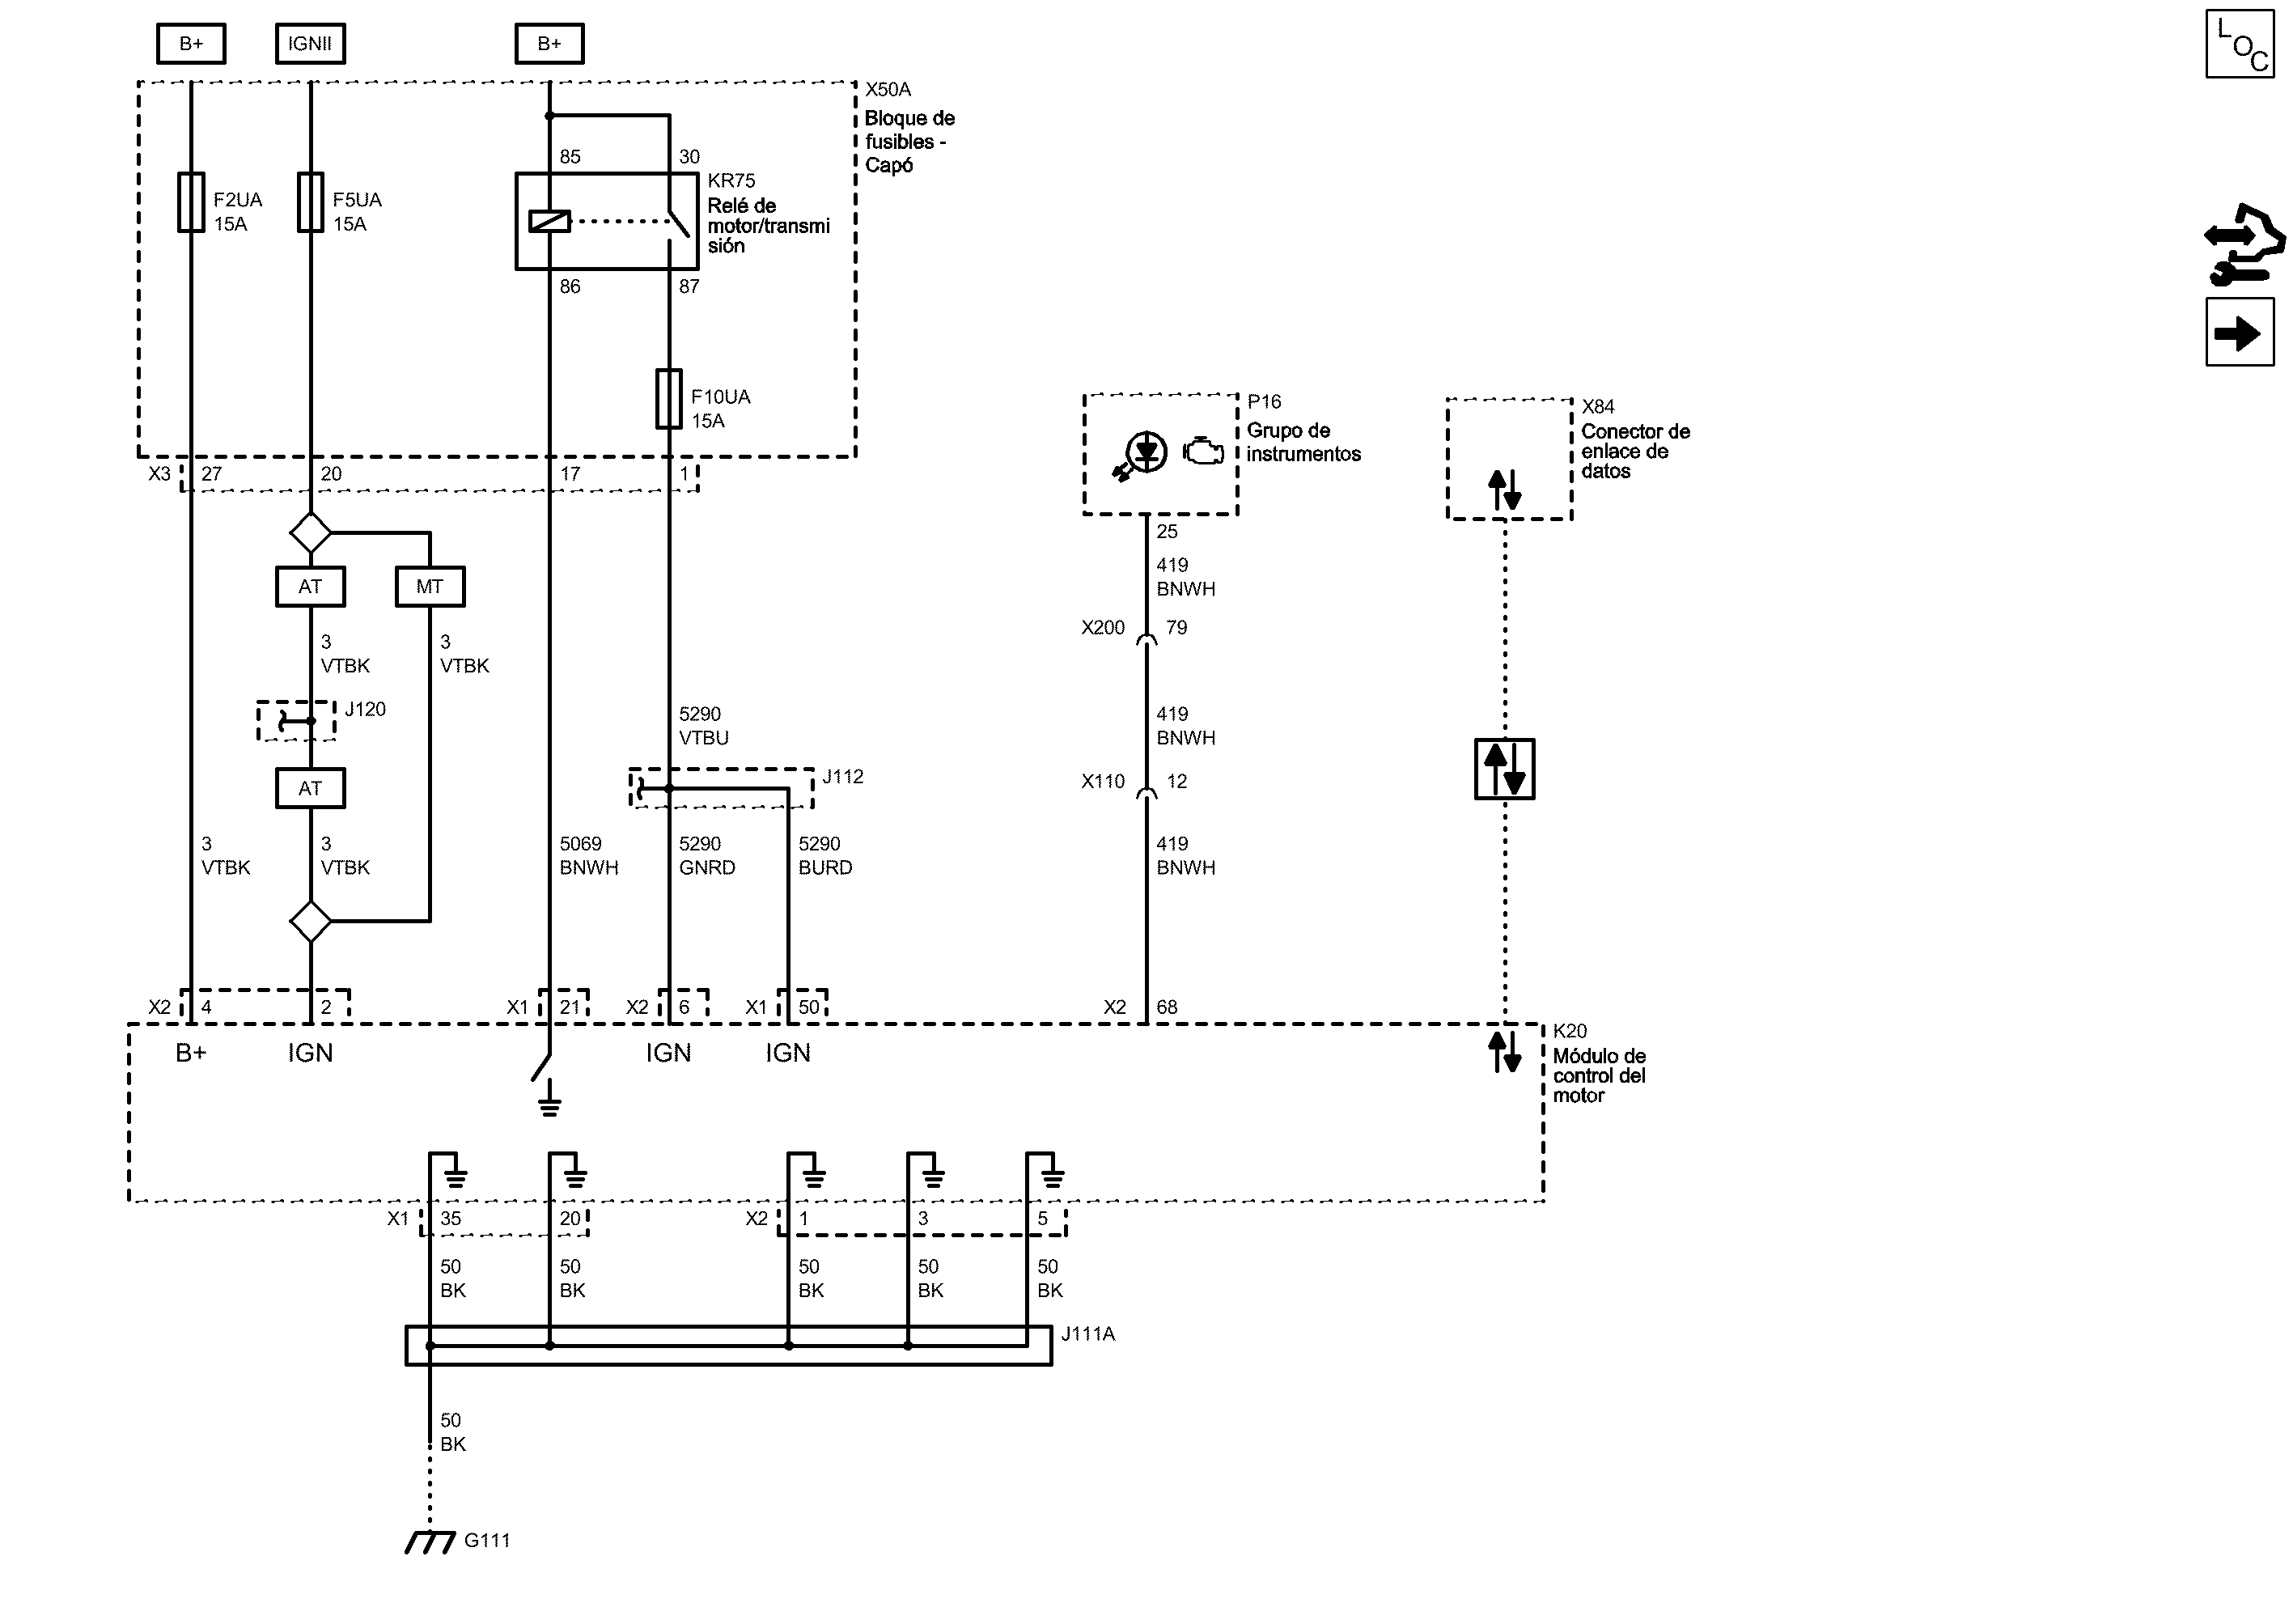 B+
IGNII
B+
L
O
C
X50A
Bloque de
fusibles -
Capó
85
30
KR75
Relé de
motor/transmi
sión
F2UA
15A
F5UA
15A
86
87
F10UA
15A
P16
Grupo de
instrumentos
X84
Conector de
enlace de
datos
X3
27
20
17
1
25
419
BNWH
AT
MT
X200
79
3
VTBK
3
VTBK
J120
5290
VTBU
419
BNWH
J112
X110
12
AT
3
VTBK
3
VTBK
5069
BNWH
5290
GNRD
5290
BURD
419
BNWH
X2
4
2
X1
21
X2
6
X1
50
X2
68
B+
IGN
IGN
IGN
K20
Módulo de
control del
motor
X1
35
20
X2
1
3
5
50
BK
50
BK
50
BK
50
BK
50
BK
J111A
50
BK
G111